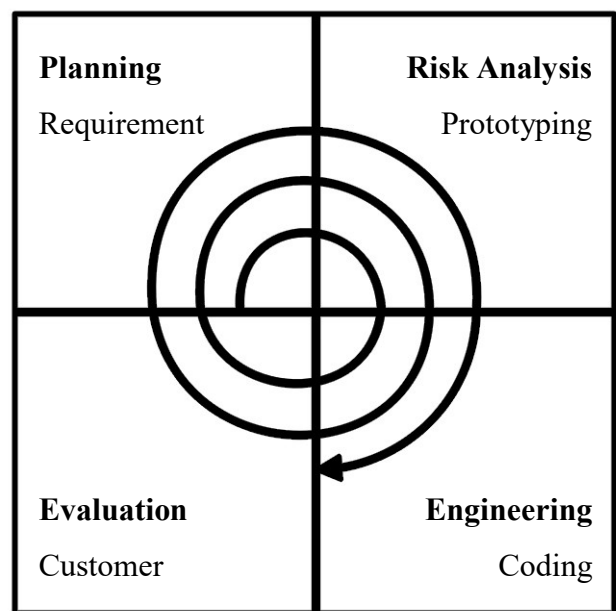 Planning
Requirement
Risk Analysis
Prototyping
Evaluation
Customer
Engineering
Coding